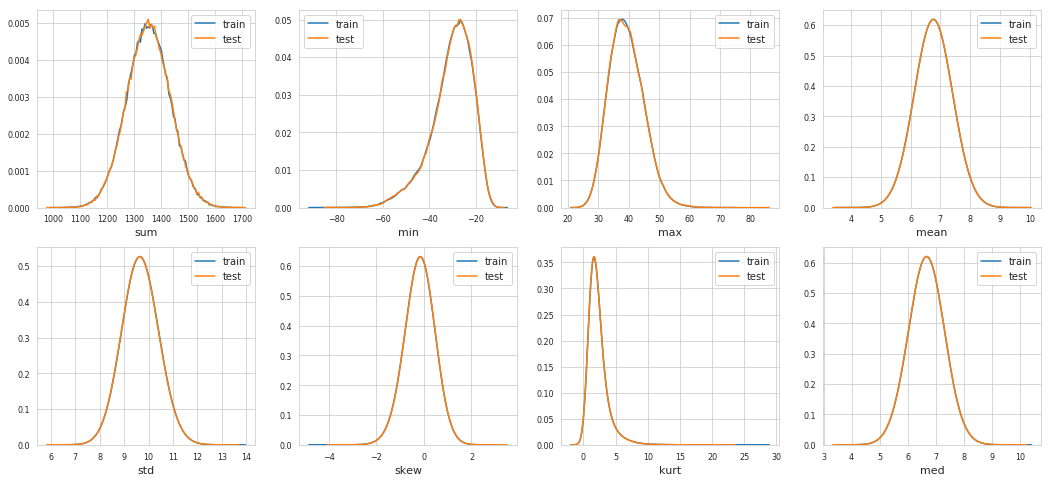 0.005
0.004
0.003
0.002
0.001
0.000
1000 1100 1200 1300 1400 1500 1600 1700
sum
train
test
0.05
0.04
0.03
0.02
0.01
0.00
−80 −60 −40 −20
min
train
test
0.07
0.06
0.05
0.04
0.03
0.02
0.01
0.00
20 30 40 50 60 70 80
max
train
test
0.6
0.5
0.4
0.3
0.2
0.1
0.0
4 5 6 7 8 9 10
mean
train
test
0.5
0.4
0.3
0.2
0.1
0.0
6 7 8 9 10 11 12 13 14
std
train
test
0.6
0.5
0.4
0.3
0.2
0.1
0.0
−4 −2 0 2
skew
train
test
0.35
0.30
0.25
0.20
0.15
0.10
0.05
0.00
0 5 10 15 20 25 30
kurt
train
test
0.6
0.5
0.4
0.3
0.2
0.1
0.0
3 4 5 6 7 8 9 10
med
train
test